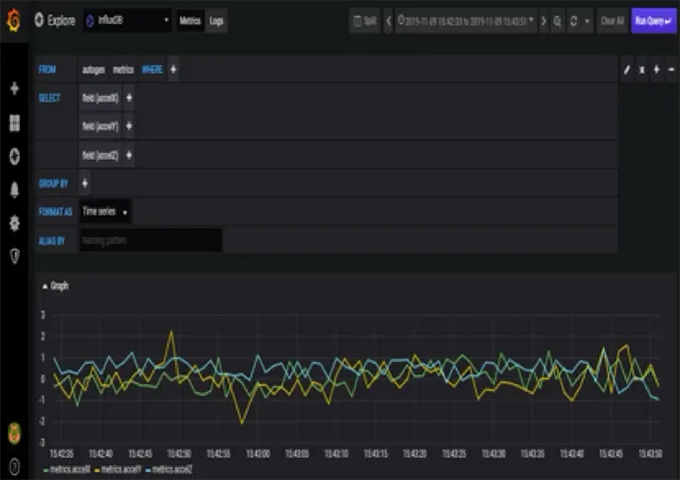 Explore InfluxDB Metrics Logs Split 2019-11-09 15:42:33 to 2019-11-09 15:43:51 Clear All Run Query
FROM autogen metrics WHERE +
SELECT field (accelX) +
field (accelY) +
field (accelZ) +
GROUP BY +
FORMAT AS Time series
ALIAS BY Naming pattern
Graph
3
2
1
0
-1
-2
-3
15:42:35 15:42:40 15:42:45 15:42:50 15:42:55 15:43:00 15:43:05 15:43:10 15:43:15 15:43:20 15:43:25 15:43:30 15:43:35 15:43:40 15:43:45 15:43:50
metrics.accelX metrics.accelY metrics.accelZ